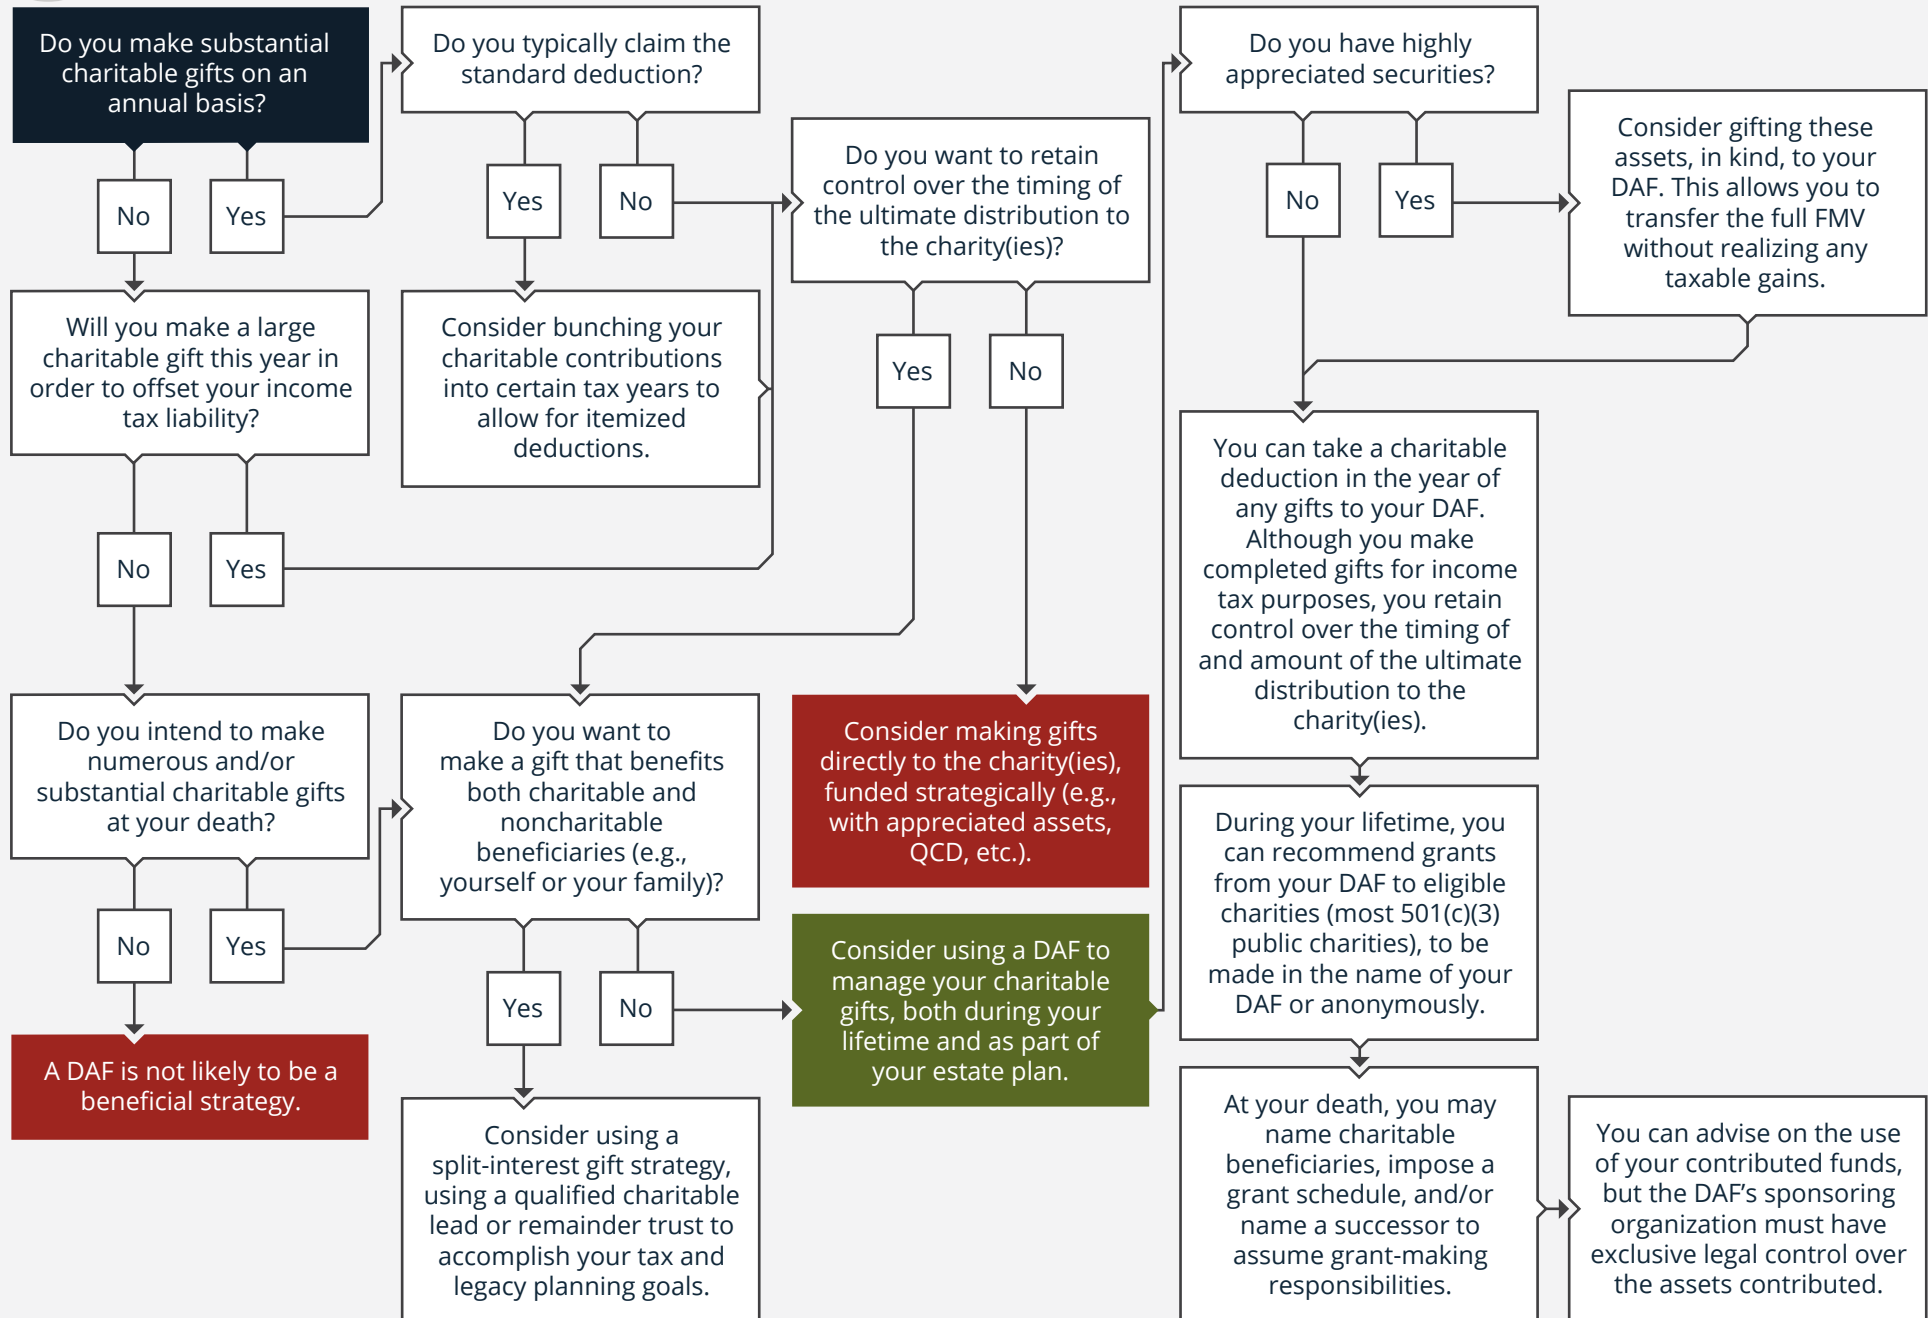 Do you make substantial
charitable gifts on an
annual basis?
No
Yes
Will you make a large
charitable gift this year in
order to offset your income
tax liability?
No
Yes
Do you intend to make
numerous and/or
substantial charitable gifts
at your death?
No
Yes
A DAF is not likely to be a
beneficial strategy.
Do you typically claim the
standard deduction?
Yes
No
Consider bunching your
charitable contributions
into certain tax years to
allow for itemized
deductions.
Do you want to retain
control over the timing of
the ultimate distribution to
the charity(ies)?
Yes
No
Do you want to
make a gift that benefits
both charitable and
noncharitable
beneficiaries (e.g.,
yourself or your family)?
Yes
No
Consider using a
split-interest gift strategy,
using a qualified charitable
lead or remainder trust to
accomplish your tax and
legacy planning goals.
Consider making gifts
directly to the charity(ies),
funded strategically (e.g.,
with appreciated assets,
QCD, etc.).
Consider using a DAF to
manage your charitable
gifts, both during your
lifetime and as part of
your estate plan.
Do you have highly
appreciated securities?
No
Yes
Consider gifting these
assets, in kind, to your
DAF. This allows you to
transfer the full FMV
without realizing any
taxable gains.
You can take a charitable
deduction in the year of
any gifts to your DAF.
Although you make
completed gifts for income
tax purposes, you retain
control over the timing of
and amount of the ultimate
distribution to the
charity(ies).
During your lifetime, you
can recommend grants
from your DAF to eligible
charities (most 501(c)(3)
public charities), to be
made in the name of your
DAF or anonymously.
At your death, you may
name charitable
beneficiaries, impose a
grant schedule, and/or
name a successor to
assume grant-making
responsibilities.
You can advise on the use
of your contributed funds,
but the DAF’s sponsoring
organization must have
exclusive legal control over
the assets contributed.